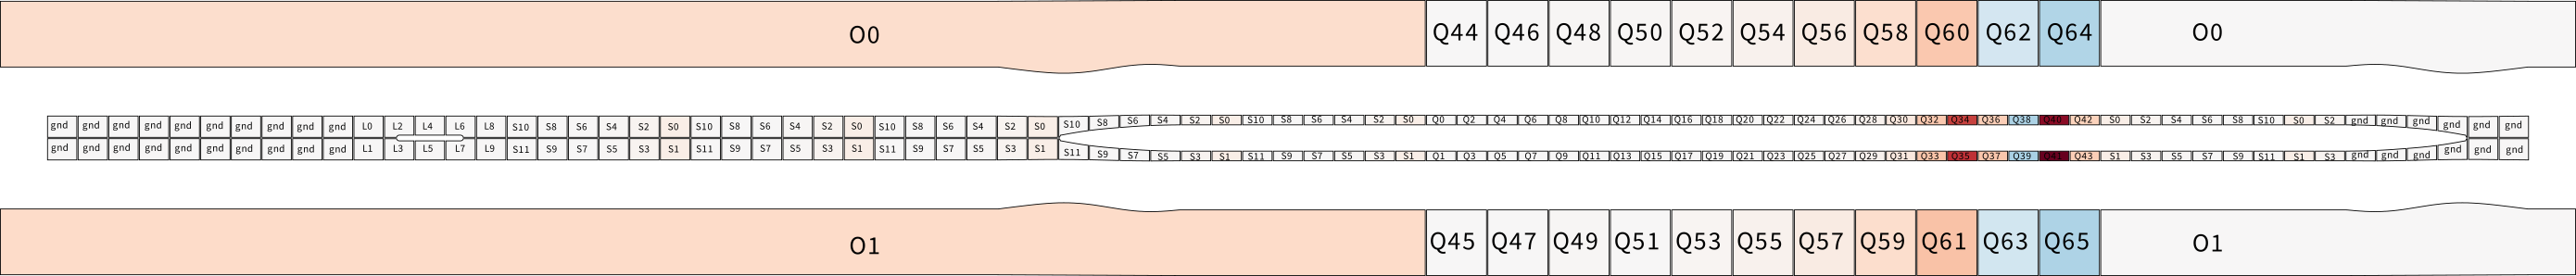 O0 Q44 Q46 Q48 Q50 Q52 Q54 Q56 Q58 Q60 Q62 Q64 O0
gnd gnd gnd gnd gnd gnd gnd gnd gnd gnd L0 L2 L4 L6 L8 S10 S8 S6 S4 S2 S0 S10 S8 S6 S4 S2 S0 S10 S8 S6 S4 S2 S0 S10 S8 S6 S4 S2 S0 S10 S8 S6 S4 S2 S0 Q0 Q2 Q4 Q6 Q8 Q10 Q12 Q14 Q16 Q18 Q20 Q22 Q24 Q26 Q28 Q30 Q32 Q34 Q36 Q38 Q40 Q42 S0 S2 S4 S6 S8 S10 S0 S2 gnd gnd gnd gnd gnd gnd
gnd gnd gnd gnd gnd gnd gnd gnd gnd gnd L1 L3 L5 L7 L9 S11 S9 S7 S5 S3 S1 S11 S9 S7 S5 S3 S1 S11 S9 S7 S5 S3 S1 S11 S9 S7 S5 S3 S1 S11 S9 S7 S5 S3 S1 Q1 Q3 Q5 Q7 Q9 Q11 Q13 Q15 Q17 Q19 Q21 Q23 Q25 Q27 Q29 Q31 Q33 Q35 Q37 Q39 Q41 Q43 S1 S3 S5 S7 S9 S11 S1 S3 gnd gnd gnd gnd gnd gnd
O1 Q45 Q47 Q49 Q51 Q53 Q55 Q57 Q59 Q61 Q63 Q65 O1